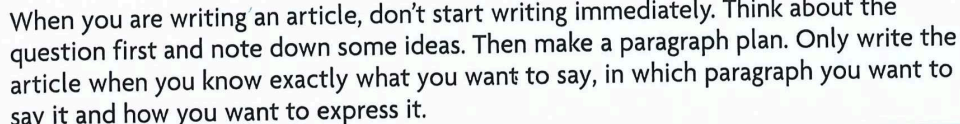 When you are writing an article, don't start writing immediately. Think about the
question first and note down some ideas. Then make a paragraph plan. Only write the
article when you know exactly what you want to say, in which paragraph you want to
say it and how you want to express it.